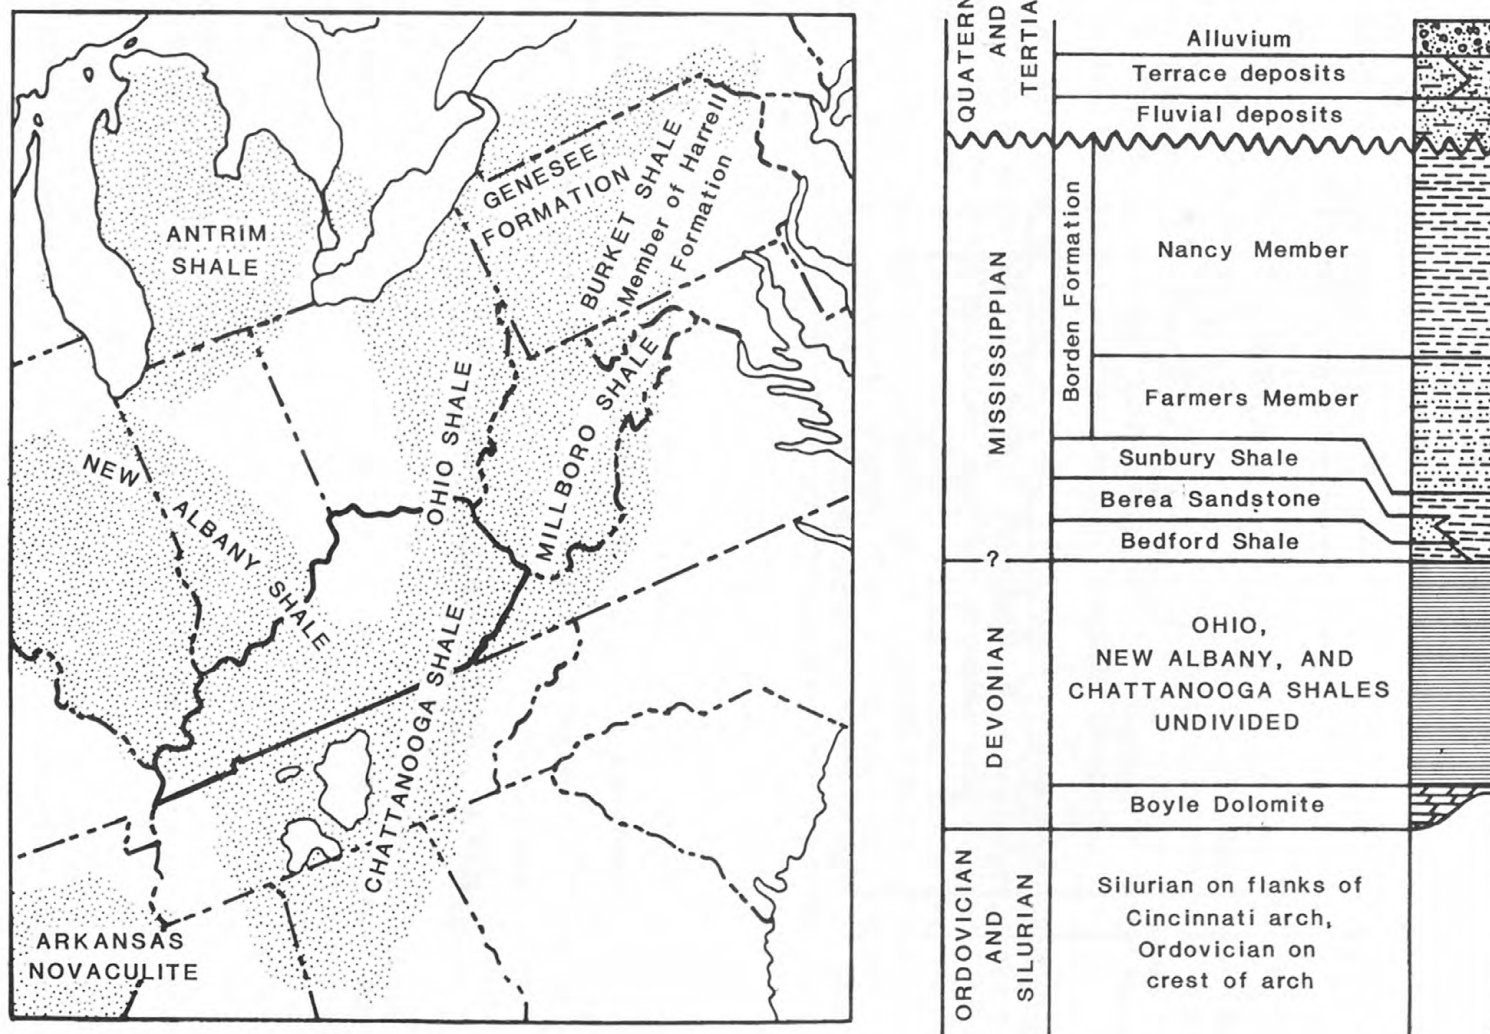 ANTRIM
SHALE
GENESEE
FORMATION
BURKET SHALE
Member of Harrell
Formation
OHIO SHALE
MILLBORO SHALE
NEW ALBANY SHALE
CHATTANOOGA SHALE
ARKANSAS
NOVACULITE
AND
Alluvium
Terrace deposits
Fluvial deposits
MISSISSIPPIAN
Borden Formation
Nancy Member
Farmers Member
Sunbury Shale
Berea Sandstone
Bedford Shale
?
DEVONIAN
OHIO,
NEW ALBANY, AND
CHATTANOOGA SHALES
UNDIVIDED
Boyle Dolomite
ORDOVICIAN
AND
SILURIAN
Silurian on flanks of
Cincinnati arch,
Ordovician on
crest of arch